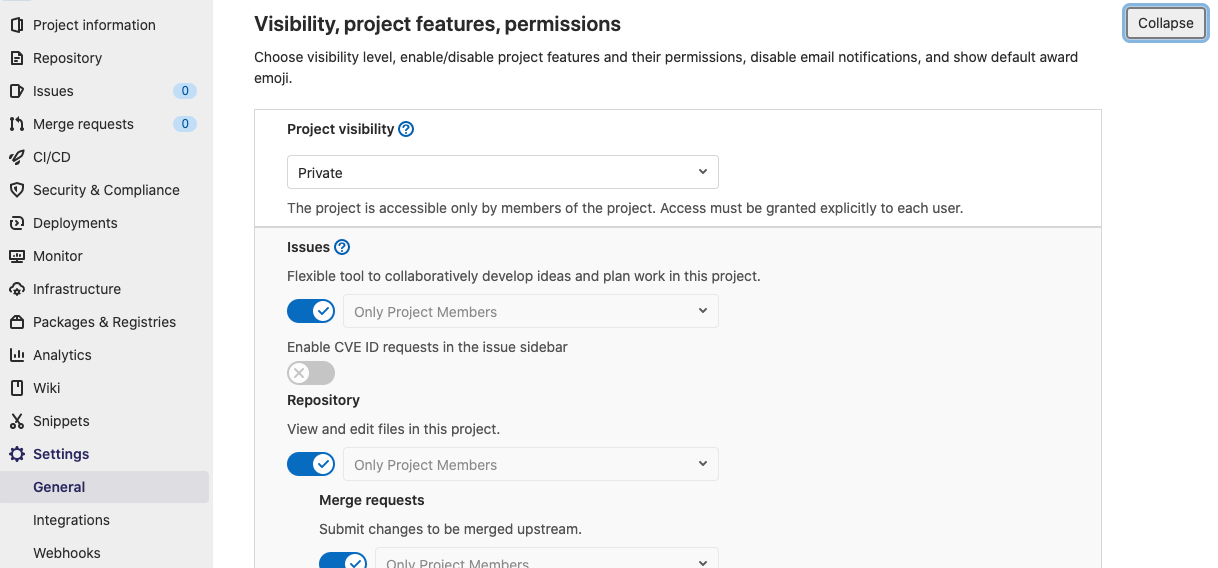 Project information
Repository
Issues 0
Merge requests 0
CI/CD
Security & Compliance
Deployments
Monitor
Infrastructure
Packages & Registries
Analytics
Wiki
Snippets
Settings
General
Integrations
Webhooks
Visibility, project features, permissions
Collapse
Choose visibility level, enable/disable project features and their permissions, disable email notifications, and show default award
emoji.
Project visibility
Private
The project is accessible only by members of the project. Access must be granted explicitly to each user.
Issues
Flexible tool to collaboratively develop ideas and plan work in this project.
Only Project Members
Enable CVE ID requests in the issue sidebar
Repository
View and edit files in this project.
Only Project Members
Merge requests
Submit changes to be merged upstream.
Only Project Members